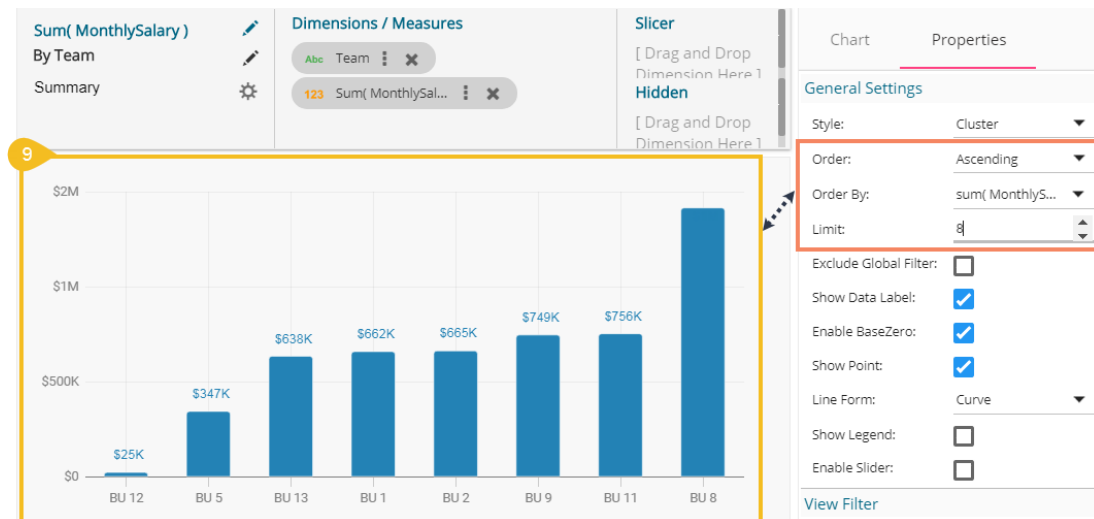 Sum( MonthlySalary )
By Team
Summary
Dimensions / Measures
Abc Team
123 Sum( MonthlySal...
Slicer
[ Drag and Drop
Dimension Here ]
Hidden
[ Drag and Drop
Dimension Here ]
Chart Properties
General Settings
Style: Cluster
Order: Ascending
Order By: sum( MonthlyS...
Limit: 8
Exclude Global Filter:
Show Data Label:
Enable BaseZero:
Show Point:
Line Form: Curve
Show Legend:
Enable Slider:
View Filter
9
$2M
$1M
$500K
$0
$25K
$347K
$638K
$662K
$665K
$749K
$756K
BU 12 BU 5 BU 13 BU 1 BU 2 BU 9 BU 11 BU 8